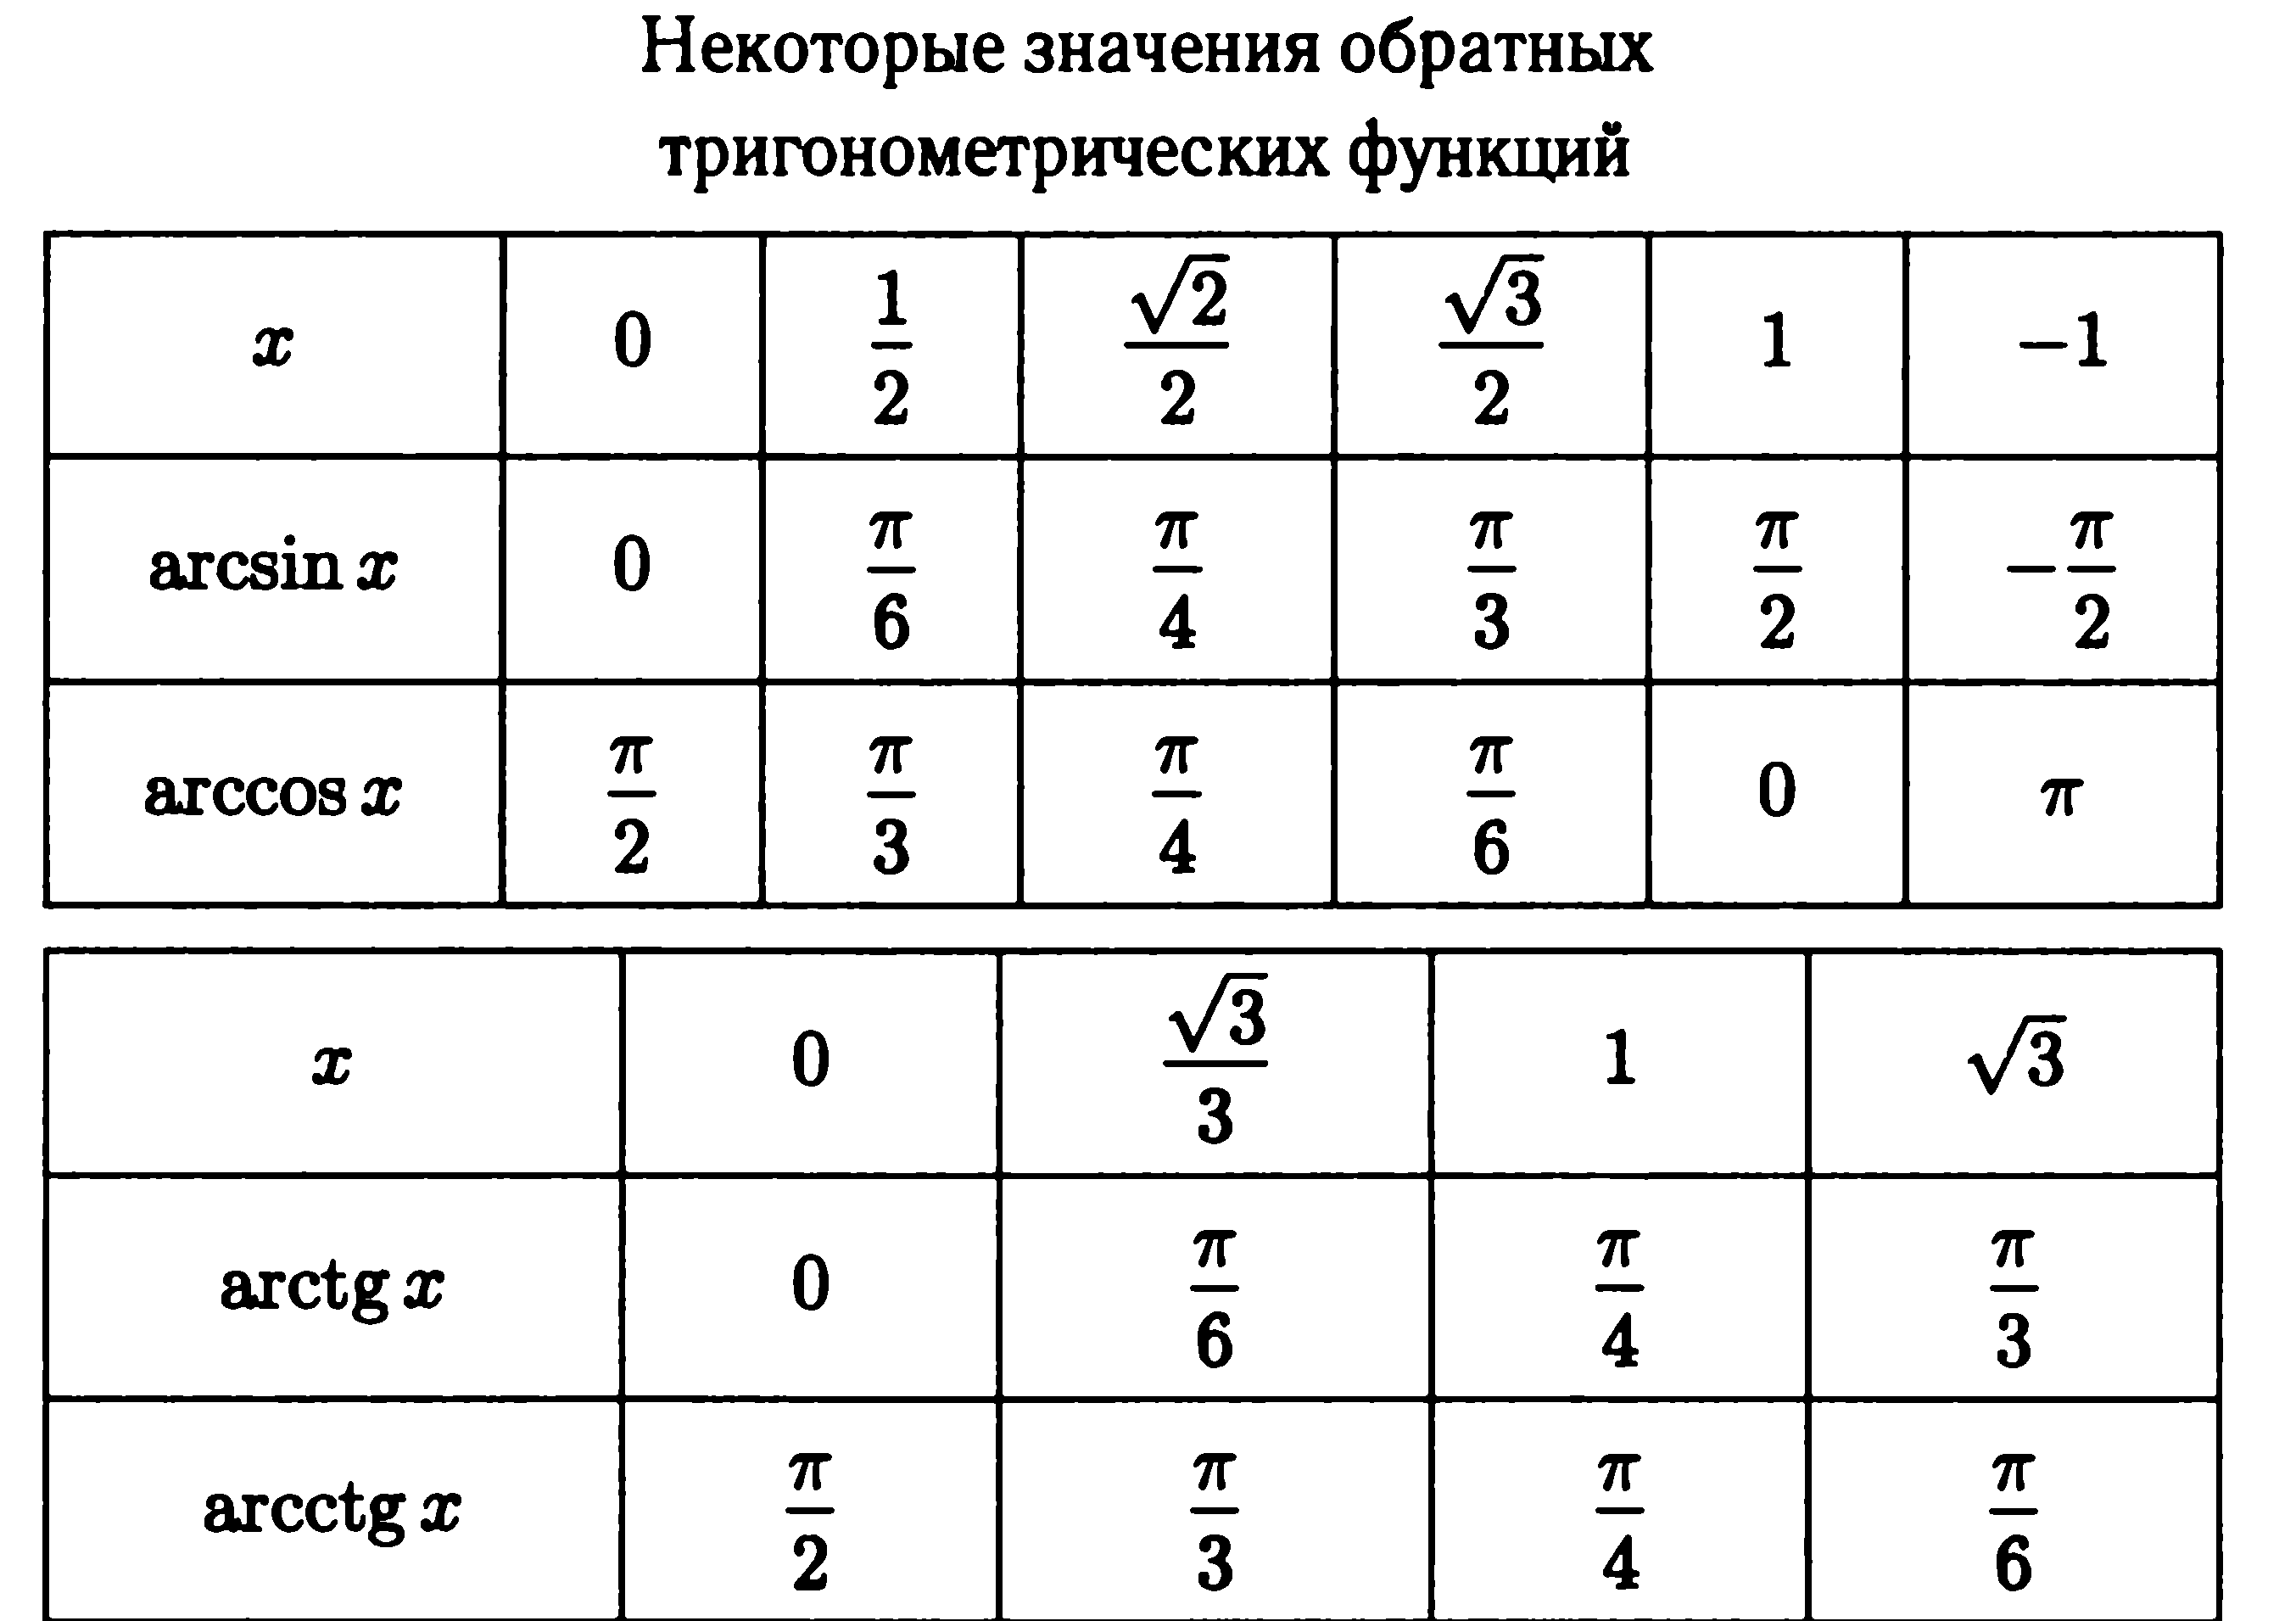 Некоторые значения обратных
тригонометрических функций
x 0 1/2 √2/2 √3/2 1 −1
arcsin x 0 π/6 π/4 π/3 π/2 −π/2
arccos x π/2 π/3 π/4 π/6 0 π
x 0 √3/3 1 √3
arctg x 0 π/6 π/4 π/3
arcctg x π/2 π/3 π/4 π/6